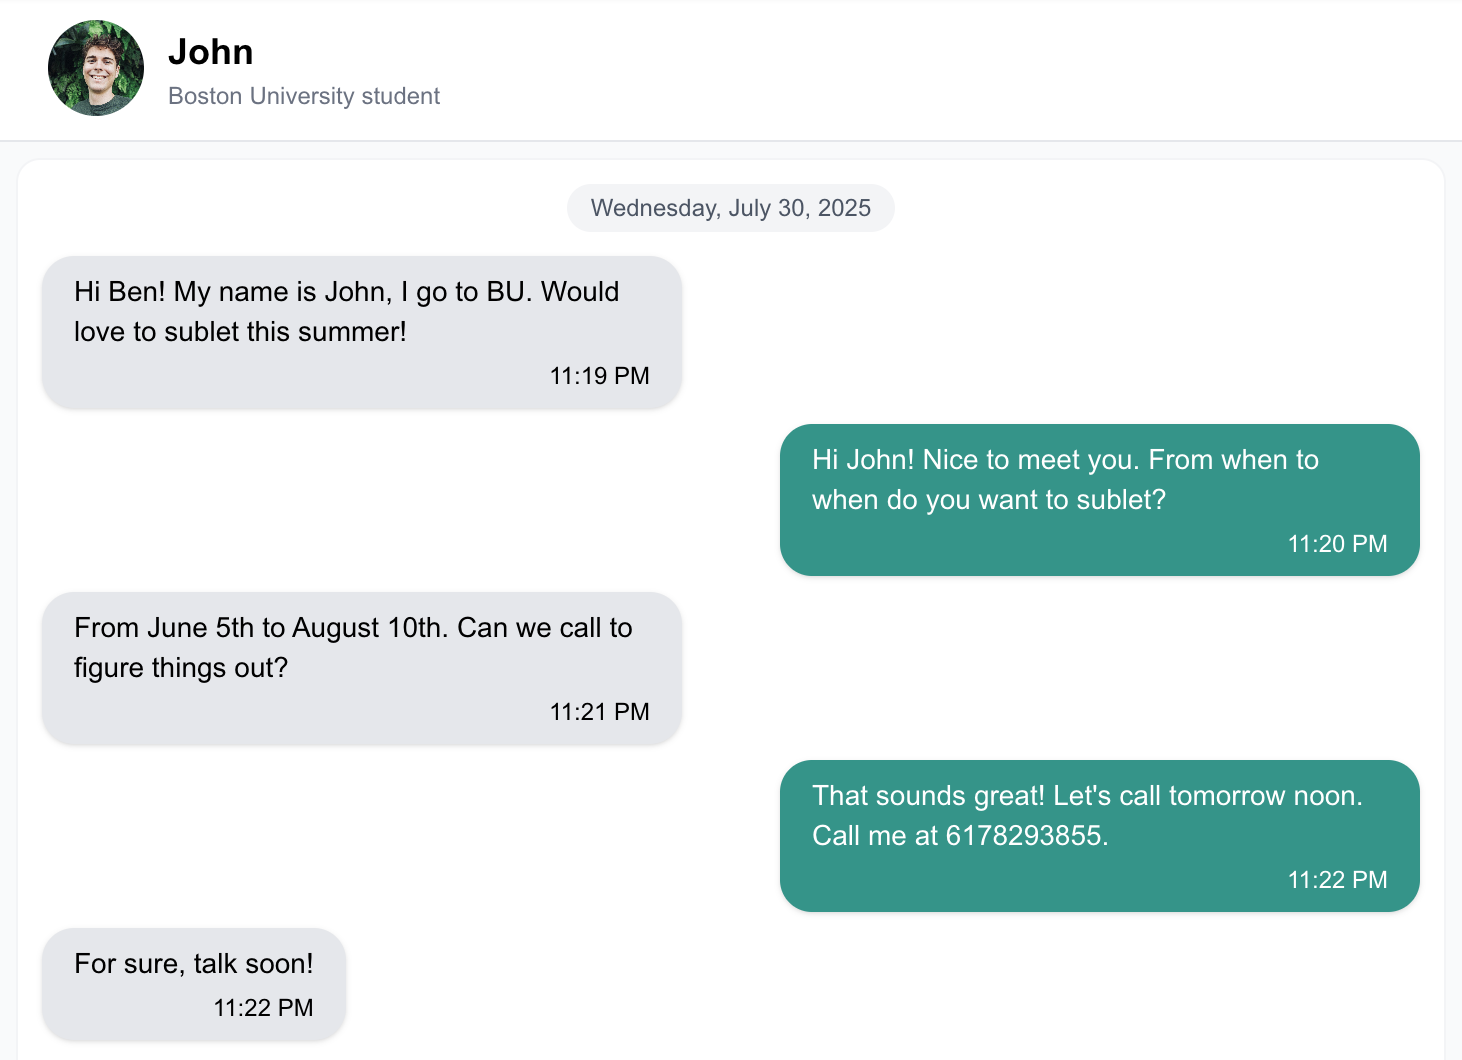 John
Boston University student
Wednesday, July 30, 2025
Hi Ben! My name is John, I go to BU. Would
love to sublet this summer!
11:19 PM
Hi John! Nice to meet you. From when to
when do you want to sublet?
11:20 PM
From June 5th to August 10th. Can we call to
figure things out?
11:21 PM
That sounds great! Let's call tomorrow noon.
Call me at 6178293855.
11:22 PM
For sure, talk soon!
11:22 PM